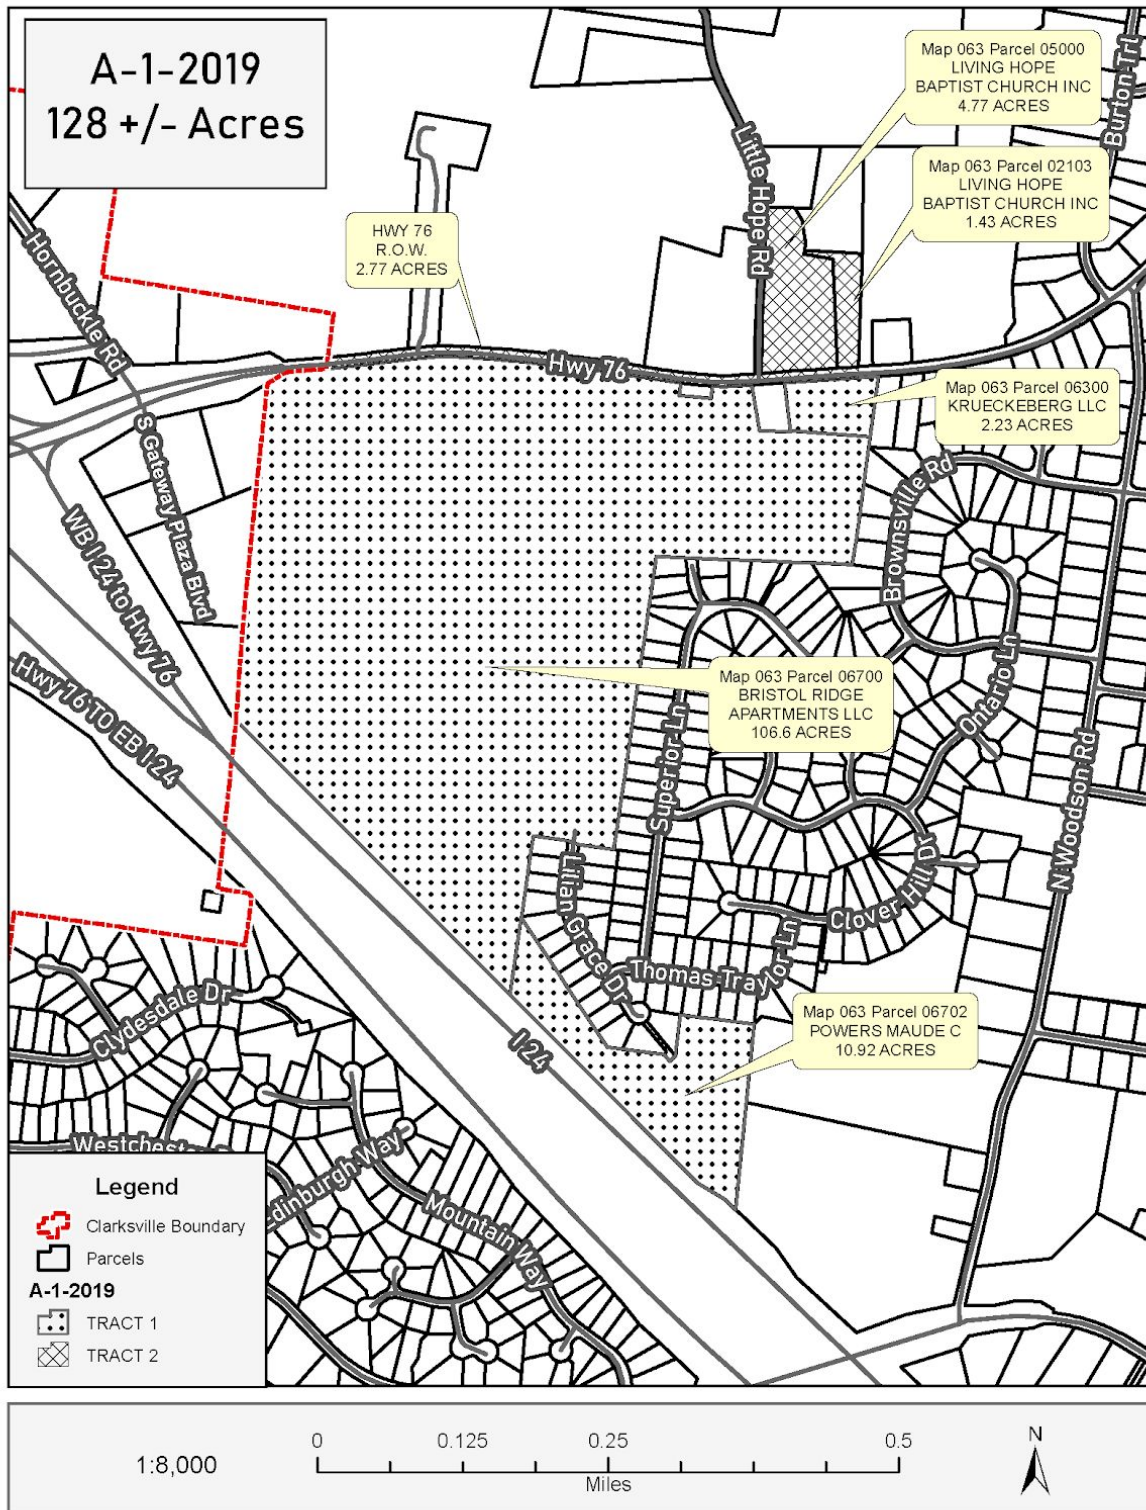 A-1-2019
128 +/- Acres
Map 063 Parcel 05000
LIVING HOPE
BAPTIST CHURCH INC
4.77 ACRES
Burton Trl
Little Hope Rd
Map 063 Parcel 02103
LIVING HOPE
BAPTIST CHURCH INC
1.43 ACRES
HWY 76
R.O.W.
2.77 ACRES
Hornbuckle Rd
Hwy 76
Map 063 Parcel 06300
KRUECKEBERG LLC
2.23 ACRES
S Gateway Plaza Blvd
WB I 24 to Hwy 76
Brownsville Rd
Hwy 76 TO EB I 24
Map 063 Parcel 06700
BRISTOL RIDGE
APARTMENTS LLC
106.6 ACRES
Ontario Ln
Superior Ln
N Woodson Rd
Lilian Grace Dr
Clover Hill Dr
Thomas Traylor Ln
Clydesdale Dr
I-24
Map 063 Parcel 06702
POWERS MAUDE C
10.92 ACRES
Edinburgh Way
Mountain Way
Legend
Clarksville Boundary
Parcels
A-1-2019
TRACT 1
TRACT 2
1:8,000
0 0.125 0.25 0.5
Miles
N